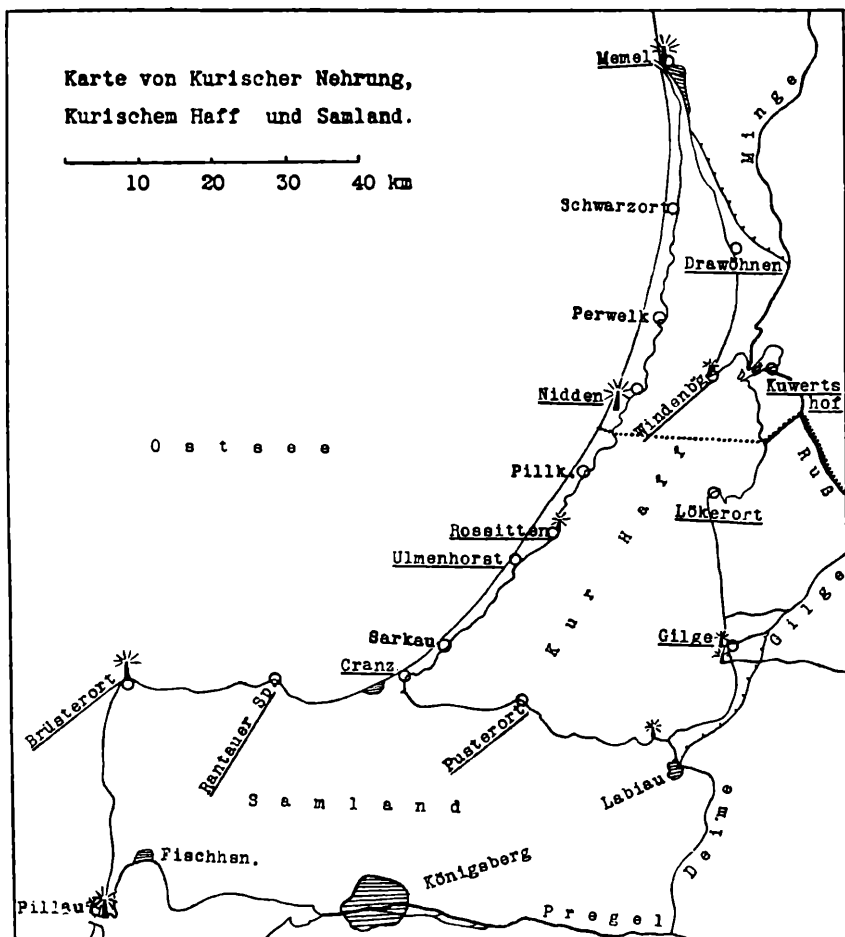 Karte von Kurischer Nehrung,
Kurischem Haff und Samland.
10 20 30 40 km
Memel
Minge
Schwarzort
Drawöhnen
Perwelk
Nidden
Windenbg.
Kuwerts
hof
Ostsee
Pillk.
Ruß
Lökerort
Rossitten
Ulmenhorst
Kur Haff
Gilge
Sarkau
Gilge
Cranz
Brüsterort
Rantauer Sp.
Pusterort
Labiau
Samland
Deime
Fischhsn.
Königsberg
Pillau
Pregel